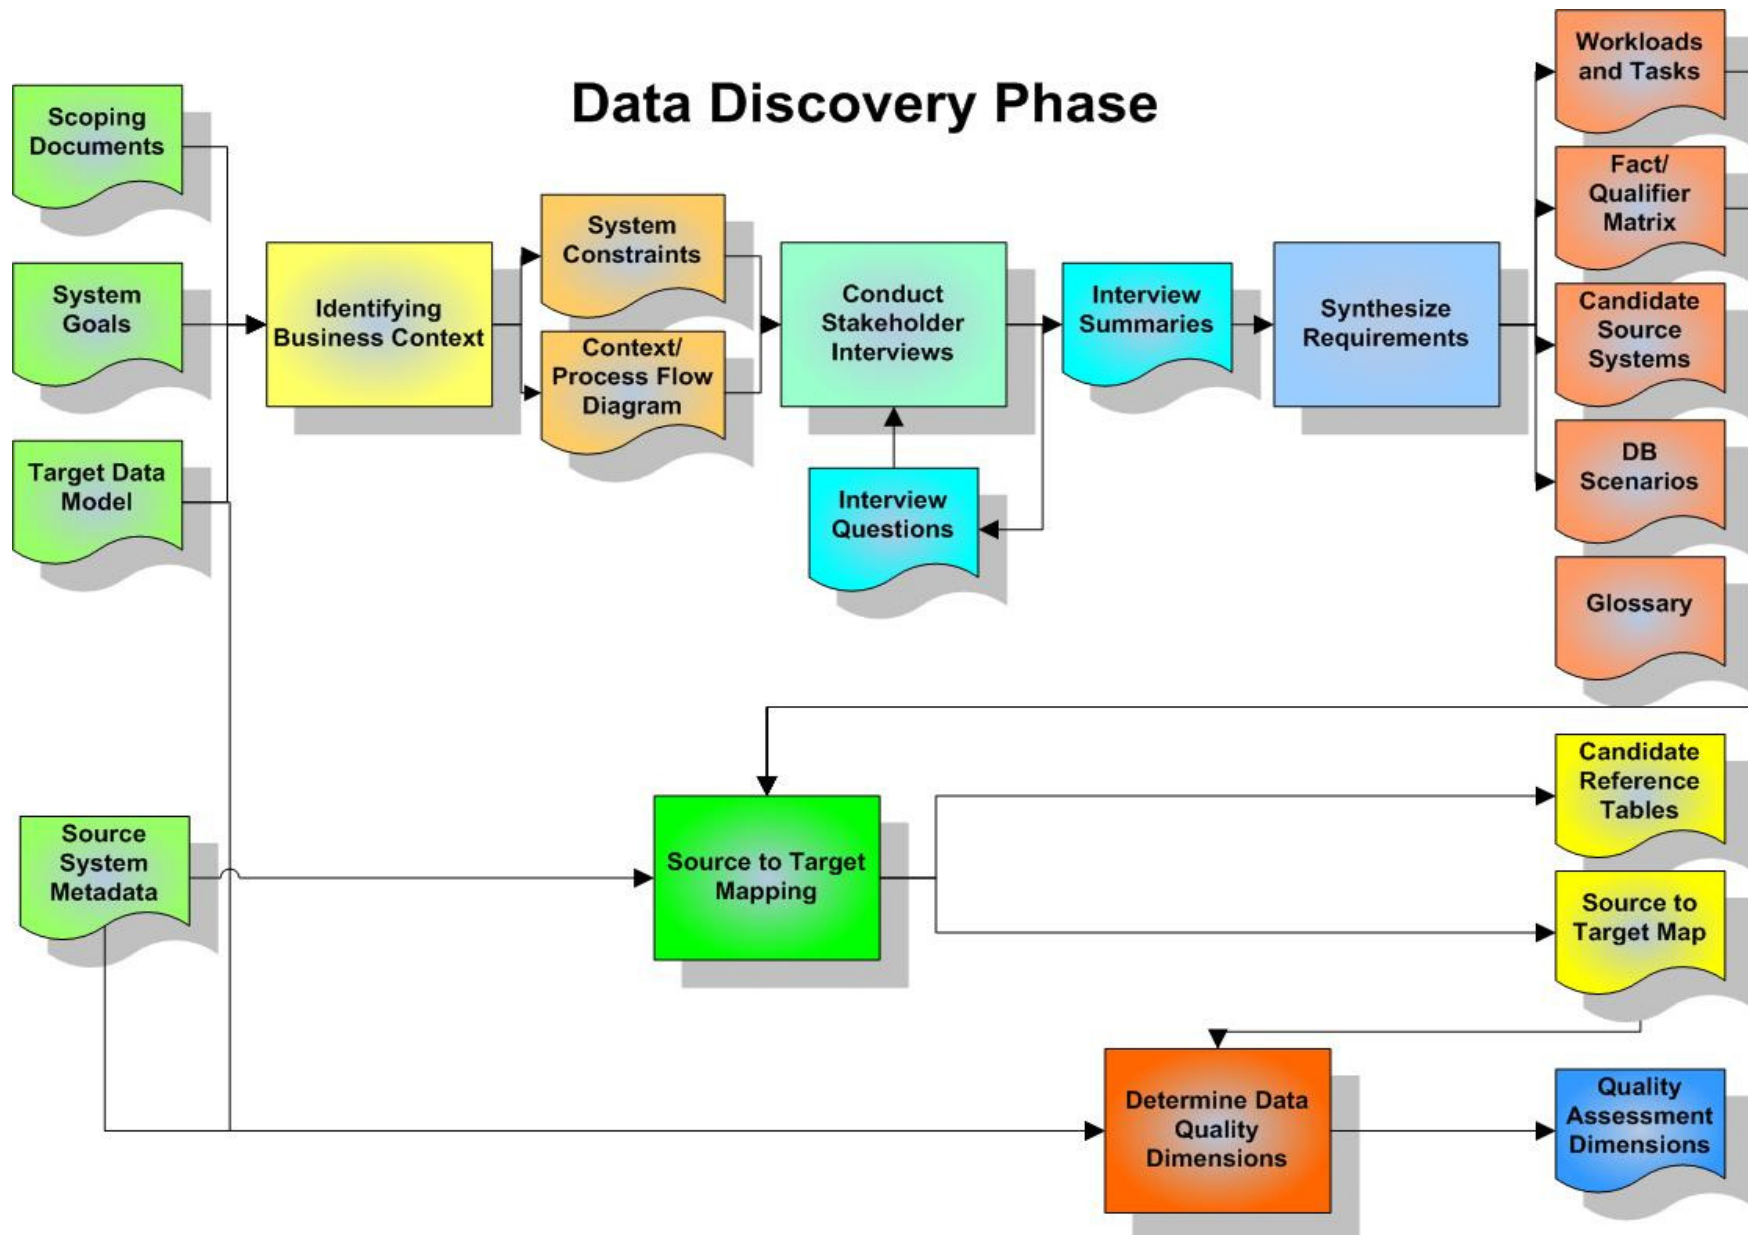 Data Discovery Phase
Scoping
Documents
System
Goals
Target Data
Model
Identifying
Business Context
System
Constraints
Context/
Process Flow
Diagram
Conduct
Stakeholder
Interviews
Interview
Questions
Interview
Summaries
Synthesize
Requirements
Workloads
and Tasks
Fact/
Qualifier
Matrix
Candidate
Source
Systems
DB
Scenarios
Glossary
Source
System
Metadata
Source to Target
Mapping
Candidate
Reference
Tables
Source to
Target Map
Determine Data
Quality
Dimensions
Quality
Assessment
Dimensions